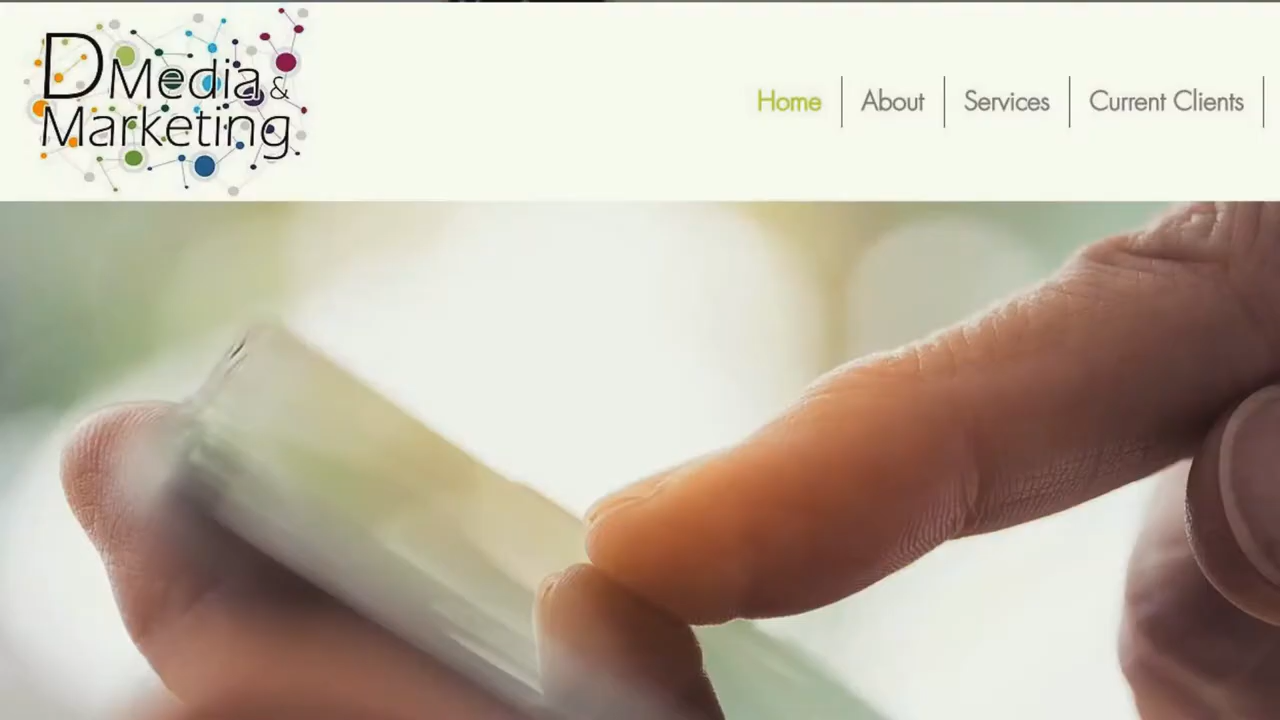 D Media &
Marketing
Home
About
Services
Current Clients